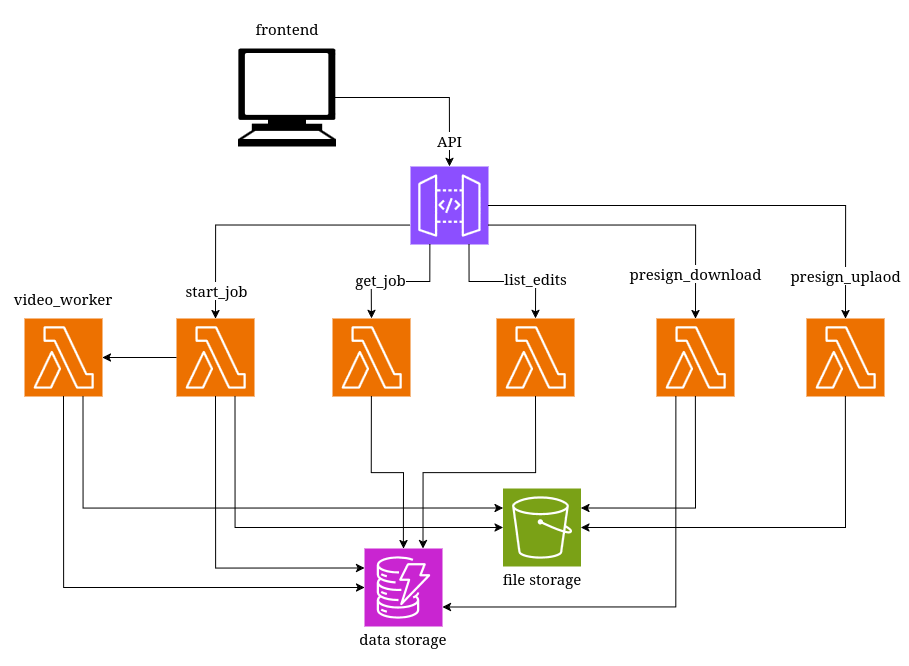 frontend
API
get_job
list_edits
presign_download
presign_uplaod
start_job
video_worker
</>
file storage
data storage